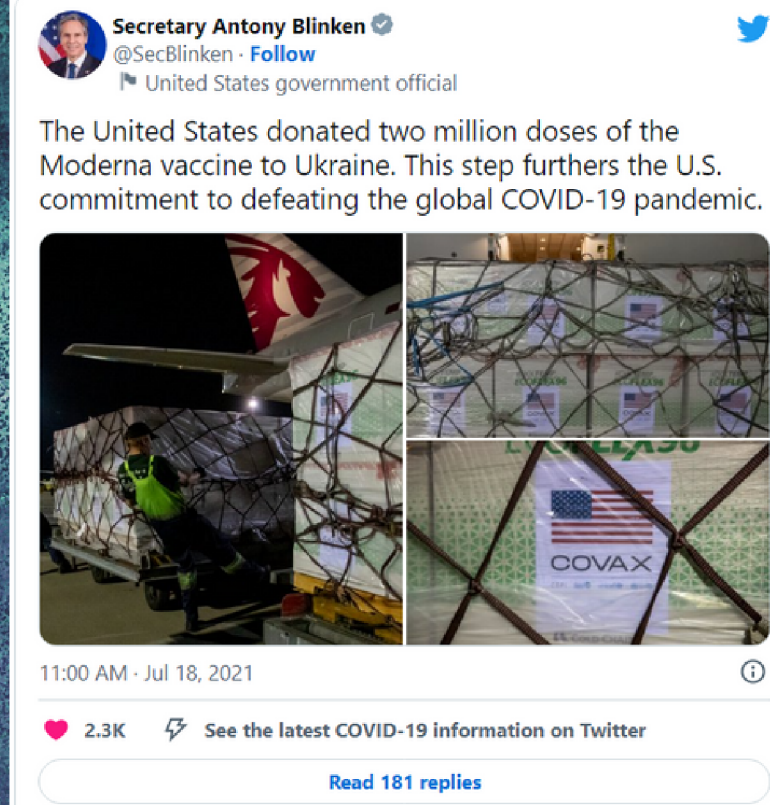 Secretary Antony Blinken
@SecBlinken · Follow
United States government official
The United States donated two million doses of the
Moderna vaccine to Ukraine. This step furthers the U.S.
commitment to defeating the global COVID-19 pandemic.
COVAX
11:00 AM · Jul 18, 2021
2.3K
See the latest COVID-19 information on Twitter
Read 181 replies